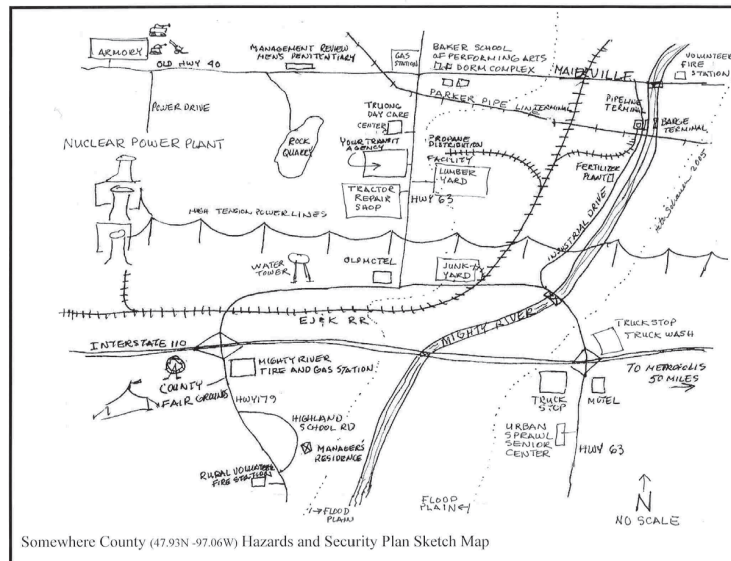 ARMORY
OLD HWY 40
MANAGEMENT REVIEW
MEN'S PENITENTIARY
GAS
STATION
BAKER SCHOOL
OF PERFORMING ARTS
DORM COMPLEX
MAIERVILLE
VOLUNTEER
FIRE
STATION
POWER DRIVE
PARKER PIPE LINE
TERMINAL
PIPELINE
TERMINAL
BARGE
TERMINAL
NUCLEAR POWER PLANT
ROCK
QUARRY
TRUONG
DAY CARE
CENTER
YOUR TRANSIT
AGENCY
PROPANE
DISTRIBUTION
FACILITY
TRACTOR
REPAIR
SHOP
LUMBER
YARD
HWY 63
FERTILIZER
PLANT
INDUSTRIAL DRIVE
2005
HIGH TENSION POWER LINES
WATER
TOWER
OLD MOTEL
JUNK
YARD
EJ&K RR
MIGHTY RIVER
INTERSTATE 110
TRUCK STOP
TRUCK WASH
COUNTY
FAIR GROUND
MIGHTY RIVER
TIRE AND GAS STATION
TO METROPOLIS
50 MILES
HWY 179
TRUCK
STOP
MOTEL
HIGHLAND
SCHOOL RD
MANAGER'S
RESIDENCE
URBAN
SPRAWL
SENIOR
CENTER
HWY 63
RURAL VOLUNTEER
FIRE STATION
FLOOD
PLAIN
FLOOD
PLAIN
N
NO SCALE
Somewhere County (47.93N -97.06W) Hazards and Security Plan Sketch Map